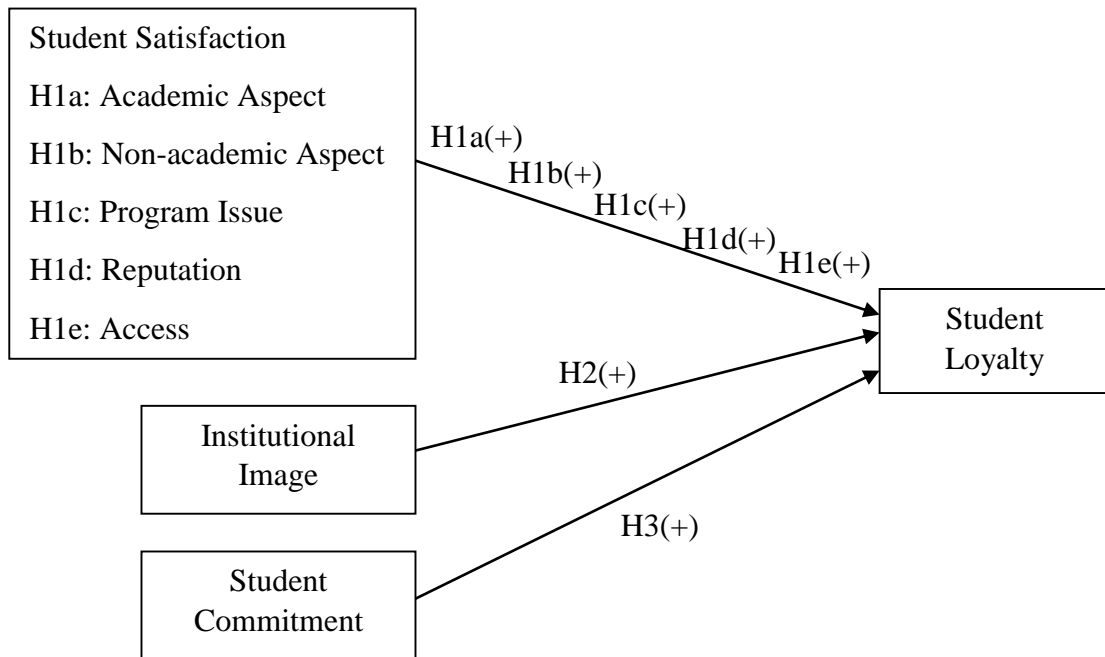 Student Satisfaction
H1a: Academic Aspect
H1b: Non-academic Aspect
H1c: Program Issue
H1d: Reputation
H1e: Access
H1a(+)
H1b(+)
H1c(+)
H1d(+)
H1e(+)
Student
Loyalty
H2(+)
Institutional
Image
H3(+)
Student
Commitment